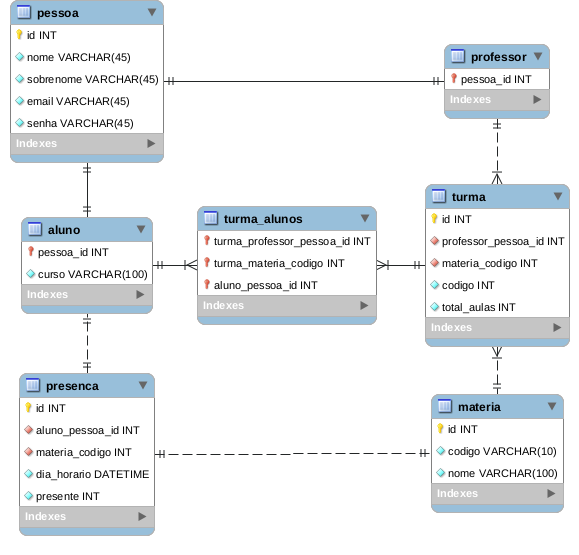 pessoa
id INT
nome VARCHAR(45)
sobrenome VARCHAR(45)
email VARCHAR(45)
senha VARCHAR(45)
Indexes
professor
pessoa_id INT
Indexes
aluno
pessoa_id INT
curso VARCHAR(100)
Indexes
turma_alunos
turma_professor_pessoa_id INT
turma_materia_codigo INT
aluno_pessoa_id INT
Indexes
turma
id INT
professor_pessoa_id INT
materia_codigo INT
codigo INT
total_aulas INT
Indexes
presenca
id INT
aluno_pessoa_id INT
materia_codigo INT
dia_horario DATETIME
presente INT
Indexes
materia
id INT
codigo VARCHAR(10)
nome VARCHAR(100)
Indexes